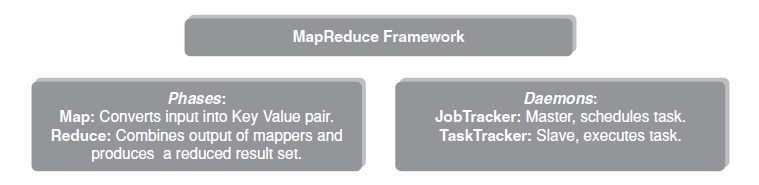 MapReduce Framework
Phases:
Map: Converts input into Key Value pair.
Reduce: Combines output of mappers and
produces a reduced result set.
Daemons:
JobTracker: Master, schedules task.
TaskTracker: Slave, executes task.